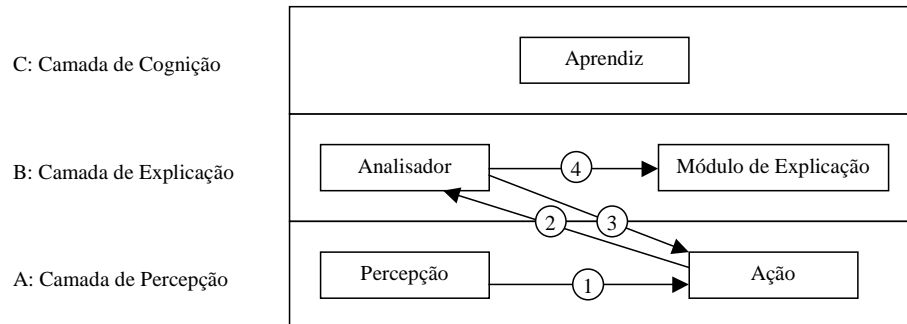 C: Camada de Cognição
Aprendiz
B: Camada de Explicação
Analisador
4
Módulo de Explicação
2
3
A: Camada de Percepção
Percepção
1
Ação